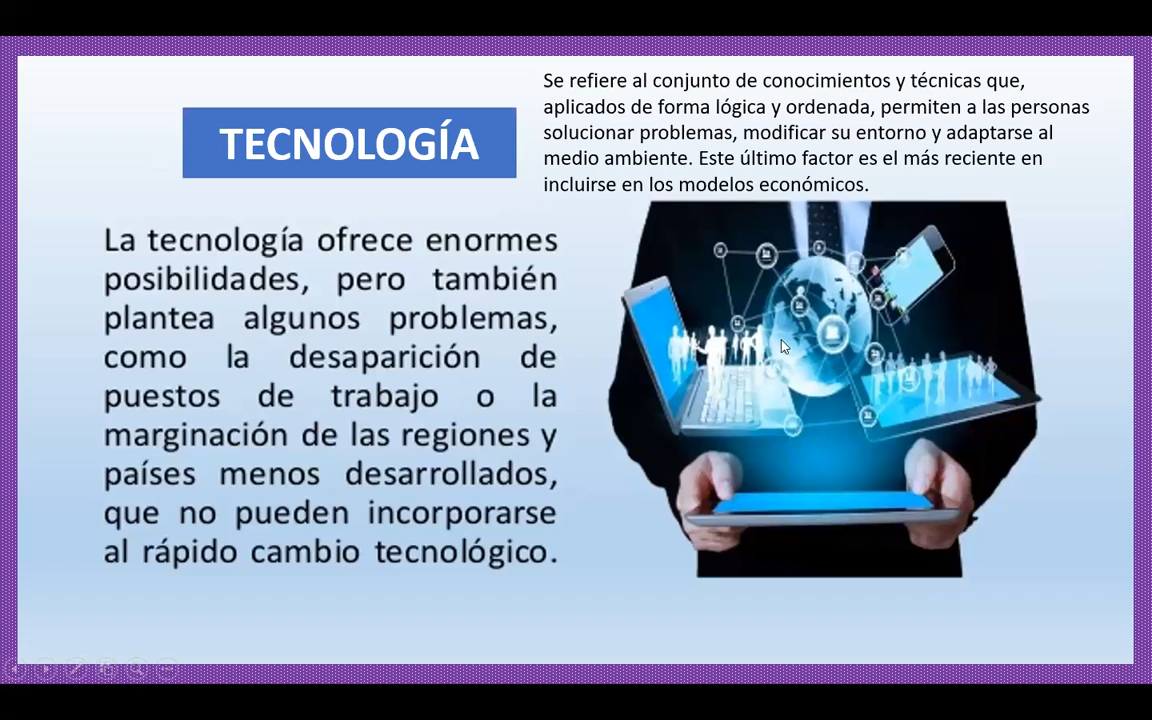 TECNOLOGÍA
Se refiere al conjunto de conocimientos y técnicas que,
aplicados de forma lógica y ordenada, permiten a las personas
solucionar problemas, modificar su entorno y adaptarse al
medio ambiente. Este último factor es el más reciente en
incluirse en los modelos económicos.
La tecnología ofrece enormes
posibilidades, pero también
plantea algunos problemas,
como la desaparición de
puestos de trabajo o la
marginación de las regiones y
países menos desarrollados,
que no pueden incorporarse
al rápido cambio tecnológico.